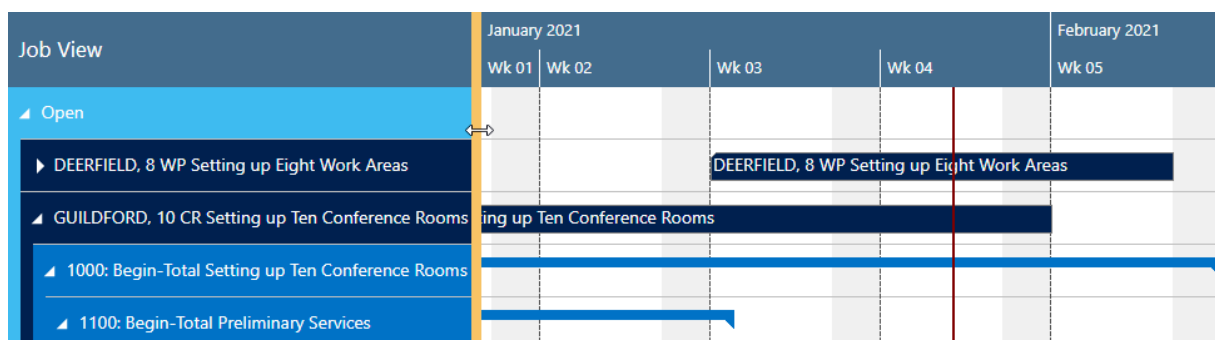 Job View
January 2021
February 2021
Wk 01
Wk 02
Wk 03
Wk 04
Wk 05
Open
DEERFIELD, 8 WP Setting up Eight Work Areas
DEERFIELD, 8 WP Setting up Eight Work Areas
GUILDFORD, 10 CR Setting up Ten Conference Rooms
ting up Ten Conference Rooms
1000: Begin-Total Setting up Ten Conference Rooms
1100: Begin-Total Preliminary Services